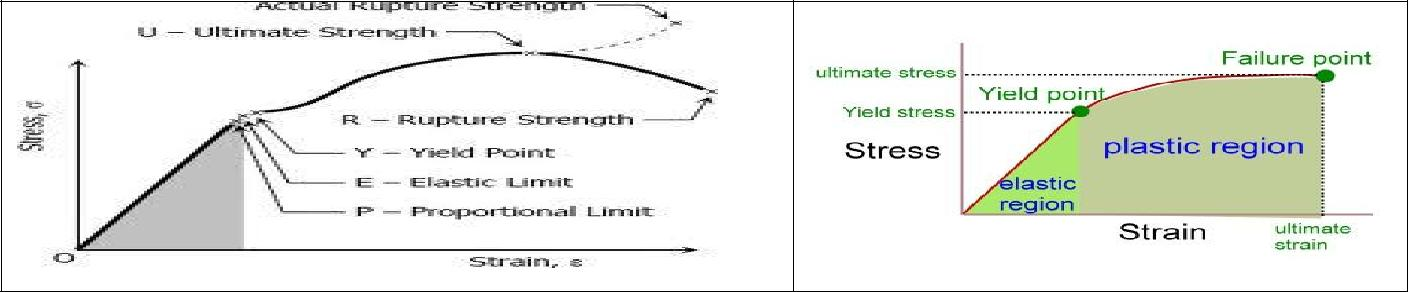 Actual Rupture Strength
U – Ultimate Strength
Stress, σ
R – Rupture Strength
Y – Yield Point
E – Elastic Limit
P – Proportional Limit
O
Strain, ε
Failure point
ultimate stress
Yield point
Yield stress
Stress
plastic region
elastic
region
Strain
ultimate
strain